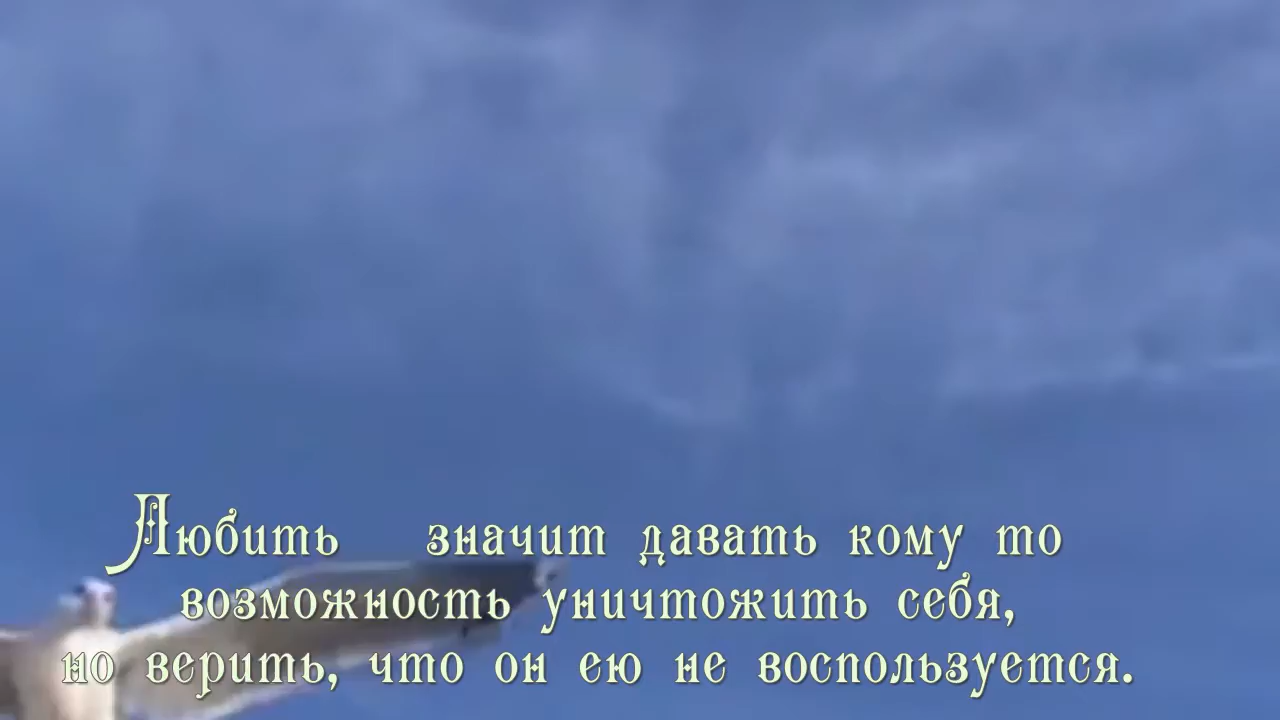 Любить значит давать кому то
возможность уничтожить себя,
но верить, что он ею не воспользуется.